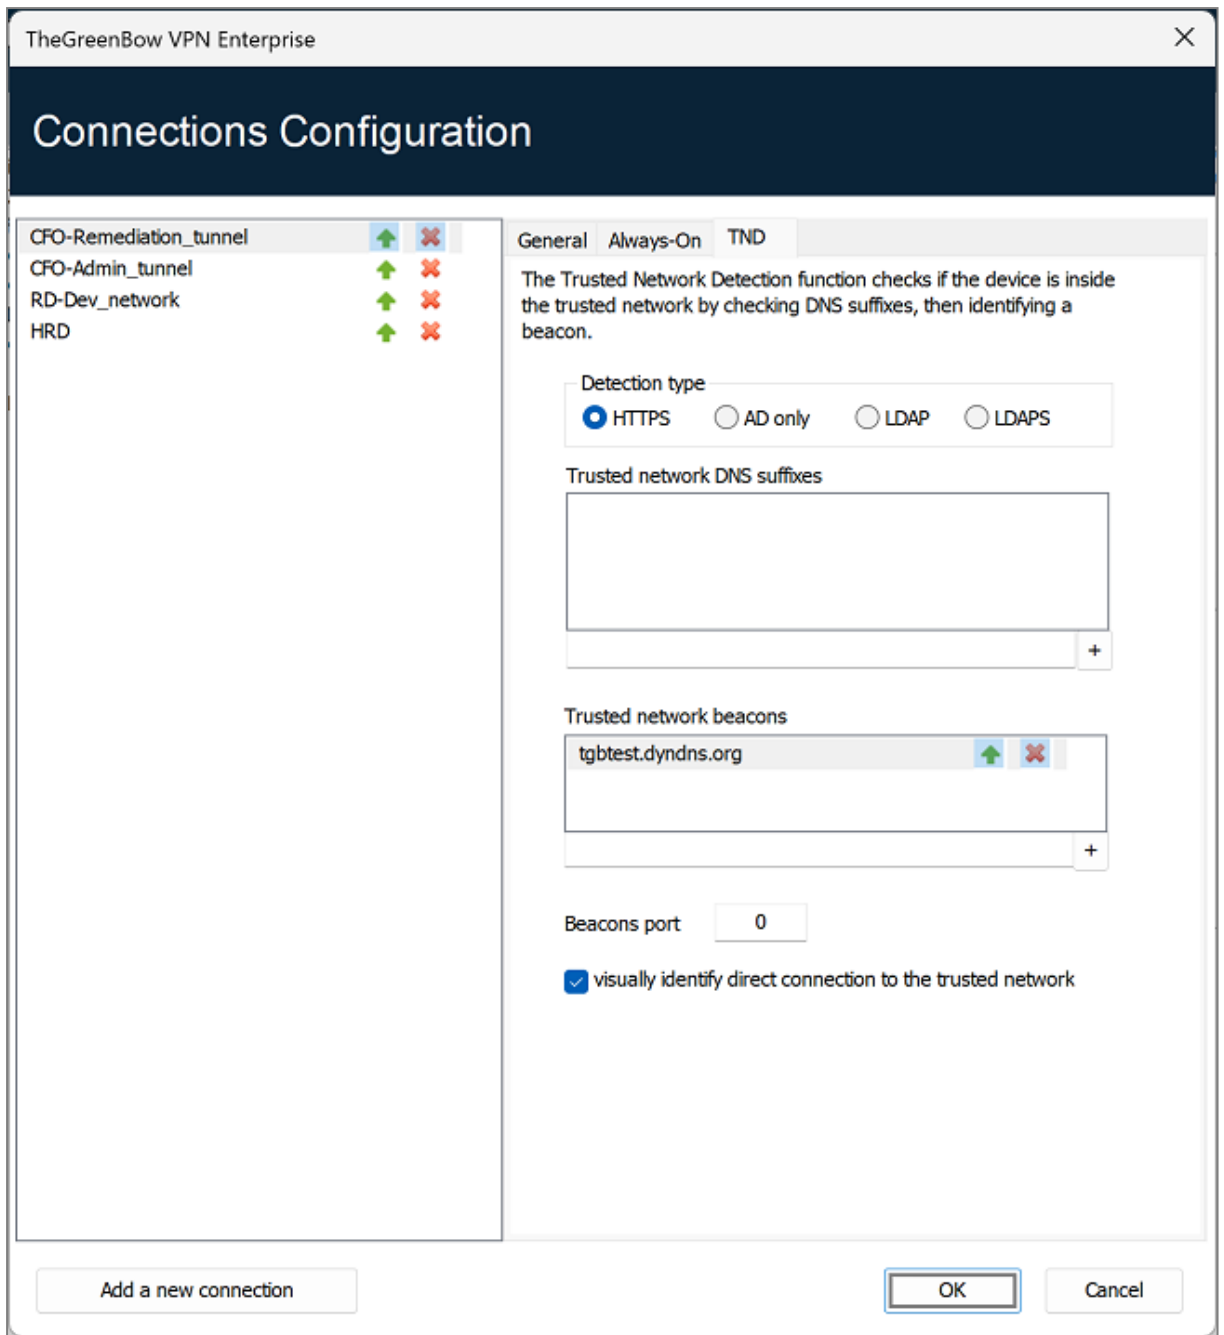 TheGreenBow VPN Enterprise
Connections Configuration
CFO-Remediation_tunnel
CFO-Admin_tunnel
RD-Dev_network
HRD
General Always-On TND
The Trusted Network Detection function checks if the device is inside
the trusted network by checking DNS suffixes, then identifying a
beacon.
Detection type
HTTPS AD only LDAP LDAPS
Trusted network DNS suffixes
+
Trusted network beacons
tgbtest.dyndns.org
+
Beacons port 0
visually identify direct connection to the trusted network
Add a new connection OK Cancel